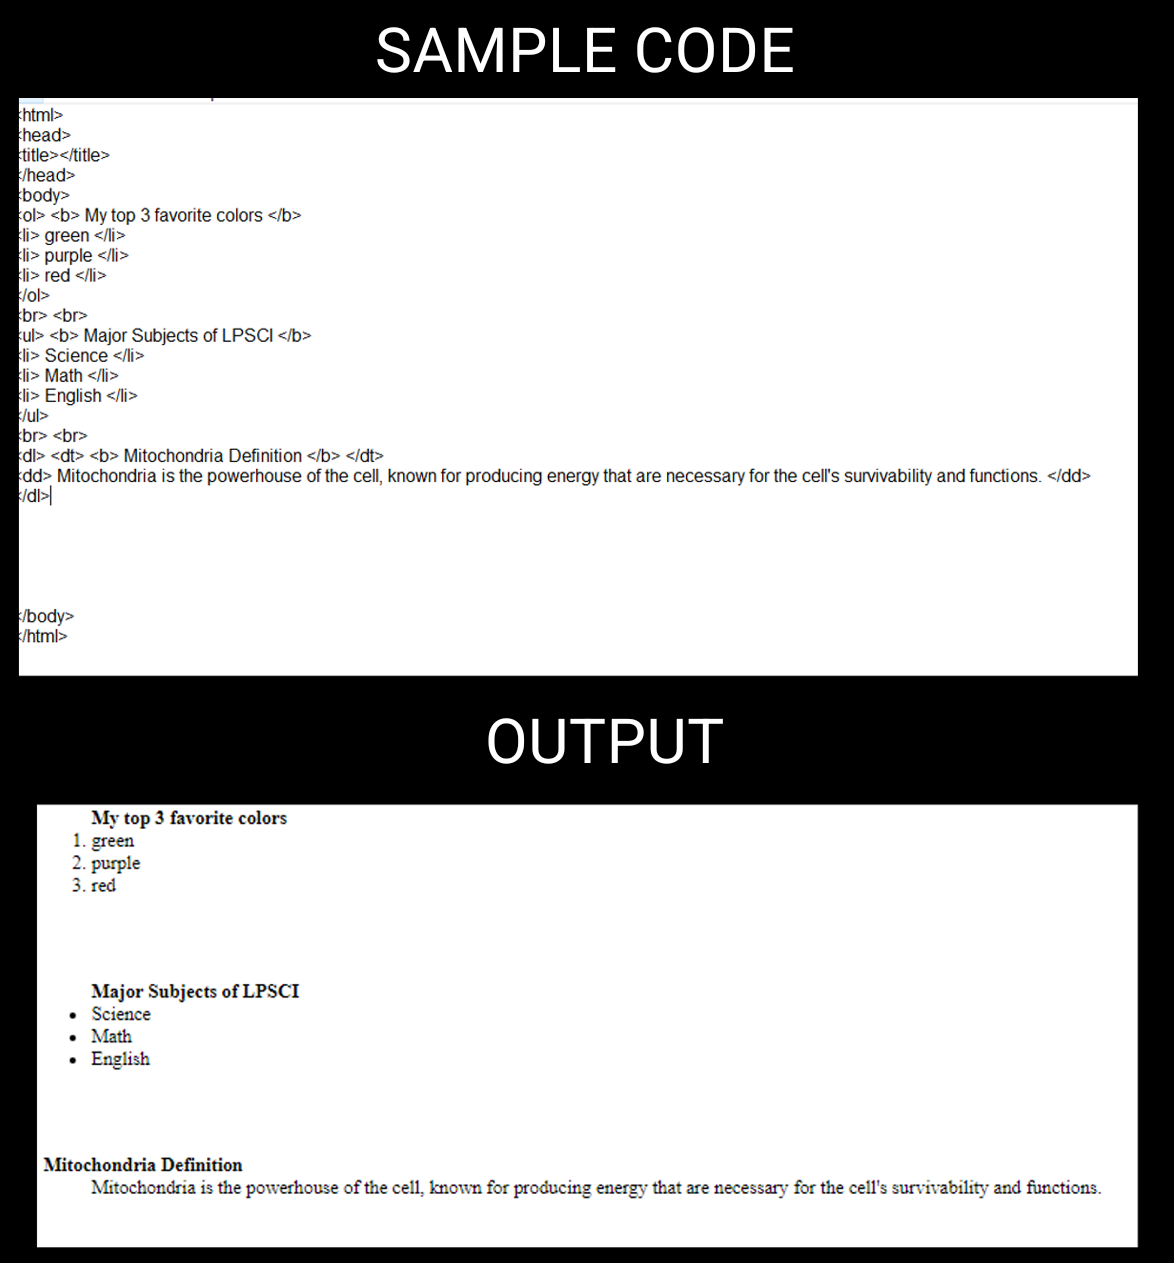 SAMPLE CODE
<html>
<head>
<title></title>
</head>
<body>
<ol> <b> My top 3 favorite colors </b>
<li> green </li>
<li> purple </li>
<li> red </li>
</ol>
<br> <br>
<ul> <b> Major Subjects of LPSCI </b>
<li> Science </li>
<li> Math </li>
<li> English </li>
</ul>
<br> <br>
<dl> <dt> <b> Mitochondria Definition </b> </dt>
<dd> Mitochondria is the powerhouse of the cell, known for producing energy that are necessary for the cell's survivability and functions. </dd>
</dl>
</body>
</html>
OUTPUT
My top 3 favorite colors
1. green
2. purple
3. red
Major Subjects of LPSCI
• Science
• Math
• English
Mitochondria Definition
Mitochondria is the powerhouse of the cell, known for producing energy that are necessary for the cell's survivability and functions.